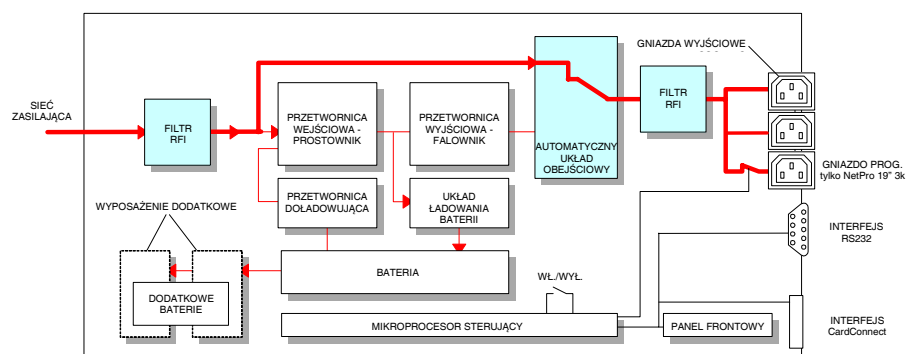 GNIAZDA WYJŚCIOWE
SIEĆ
ZASILAJĄCA
FILTR
RFI
PRZETWORNICA
WEJŚCIOWA -
PROSTOWNIK
PRZETWORNICA
WYJŚCIOWA -
FALOWNIK
AUTOMATYCZNY
UKŁAD
OBEJŚCIOWY
FILTR
RFI
GNIAZDO PROG.
tylko NetPro 19" 3k
WYPOSAŻENIE DODATKOWE
PRZETWORNICA
DOŁADOWUJĄCA
UKŁAD
ŁADOWANIA
BATERII
INTERFEJS
RS232
BATERIA
WŁ./WYŁ.
DODATKOWE
BATERIE
MIKROPROCESOR STERUJĄCY
PANEL FRONTOWY
INTERFEJS
CardConnect